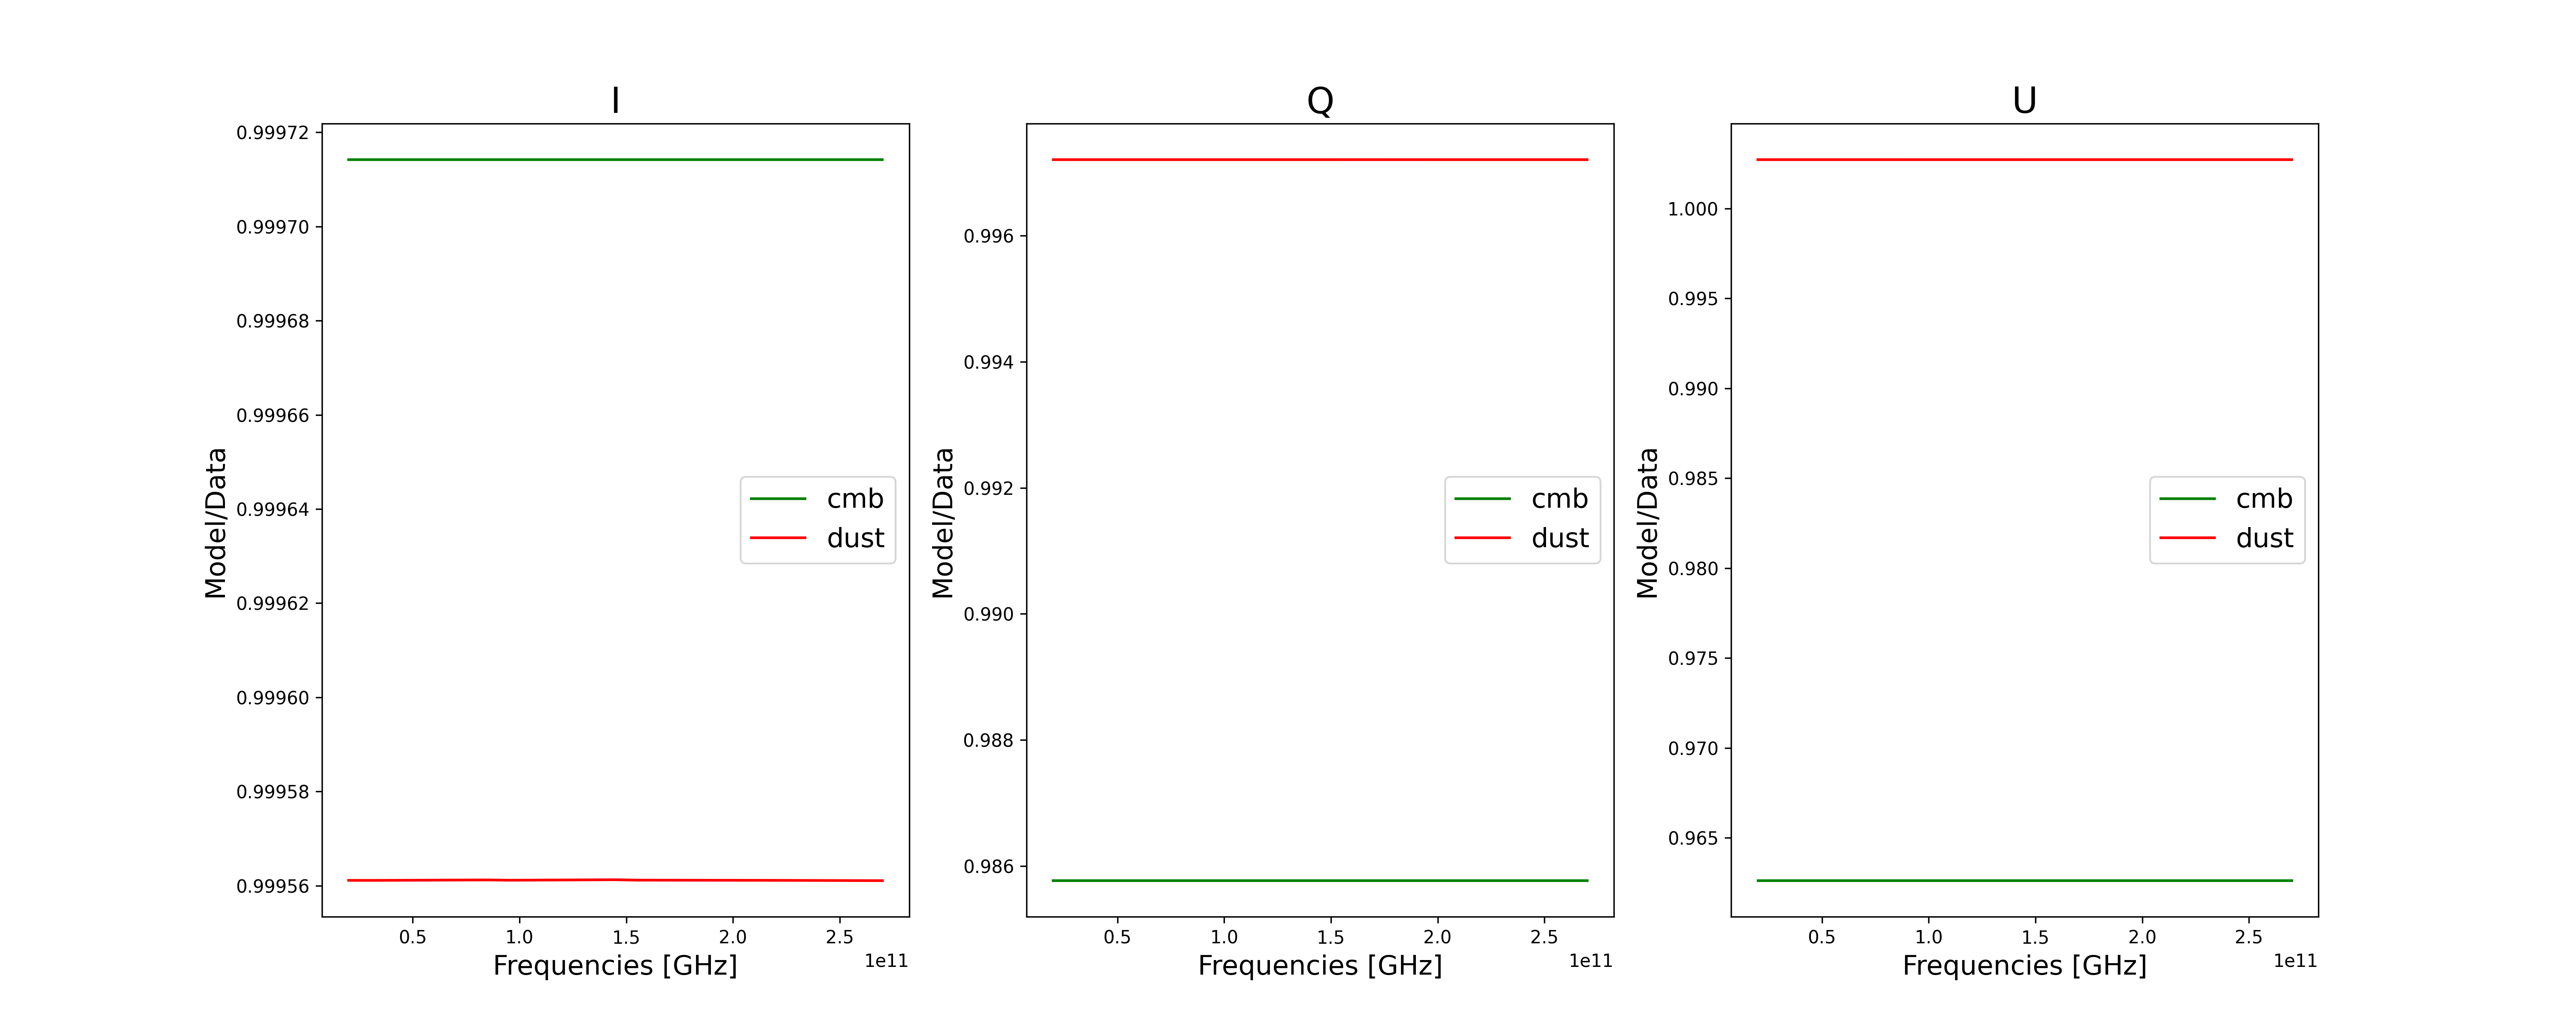 I
0.99972
0.99970
0.99968
0.99966
0.99964
0.99962
0.99960
0.99958
0.99956
Model/Data
cmb
dust
0.5 1.0 1.5 2.0 2.5
1e11
Frequencies [GHz]
Q
0.996
0.994
0.992
0.990
0.988
0.986
Model/Data
cmb
dust
0.5 1.0 1.5 2.0 2.5
1e11
Frequencies [GHz]
U
1.000
0.995
0.990
0.985
0.980
0.975
0.970
0.965
Model/Data
cmb
dust
0.5 1.0 1.5 2.0 2.5
1e11
Frequencies [GHz]